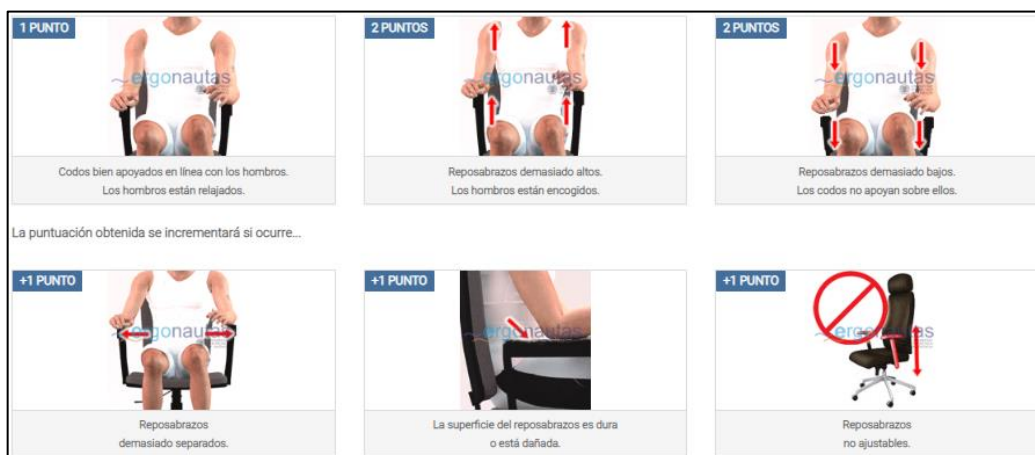 1 PUNTO
ergonautas
Codos bien apoyados en línea con los hombros.
Los hombros están relajados.
2 PUNTOS
ergonautas
Reposabrazos demasiado altos.
Los hombros están encogidos.
2 PUNTOS
ergonautas
Reposabrazos demasiado bajos.
Los codos no apoyan sobre ellos.
La puntuación obtenida se incrementará si ocurre...
+1 PUNTO
ergonautas
Reposabrazos
demasiado separados.
+1 PUNTO
ergonautas
La superficie del reposabrazos es dura
o está dañada.
+1 PUNTO
ergonautas
Reposabrazos
no ajustables.